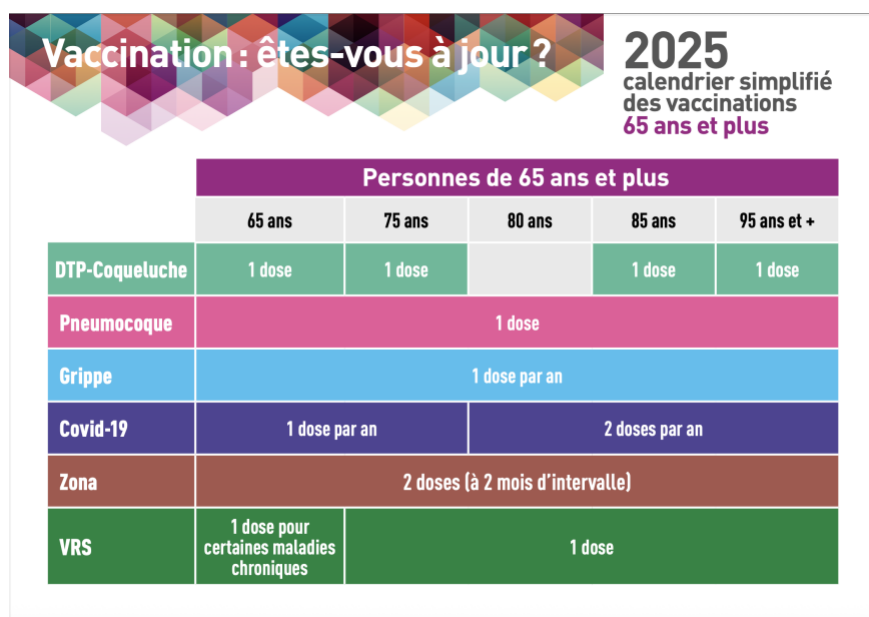 Vaccination : êtes-vous à jour ?
2025
calendrier simplifié
des vaccinations
65 ans et plus
Personnes de 65 ans et plus
65 ans 75 ans 80 ans 85 ans 95 ans et +
DTP-Coqueluche 1 dose 1 dose 1 dose 1 dose
Pneumocoque 1 dose
Grippe 1 dose par an
Covid-19 1 dose par an 2 doses par an
Zona 2 doses (à 2 mois d'intervalle)
VRS
1 dose pour
certaines maladies
chroniques
1 dose